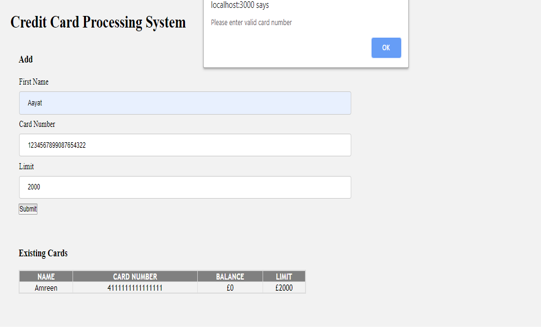 localhost:3000 says
Credit Card Processing System
Please enter valid card number
OK
Add
First Name
Aayat
Card Number
1234567899087654322
Limit
2000
Submit
Existing Cards
NAME CARD NUMBER BALANCE LIMIT
Amreen 4111111111111111 £0 £2000